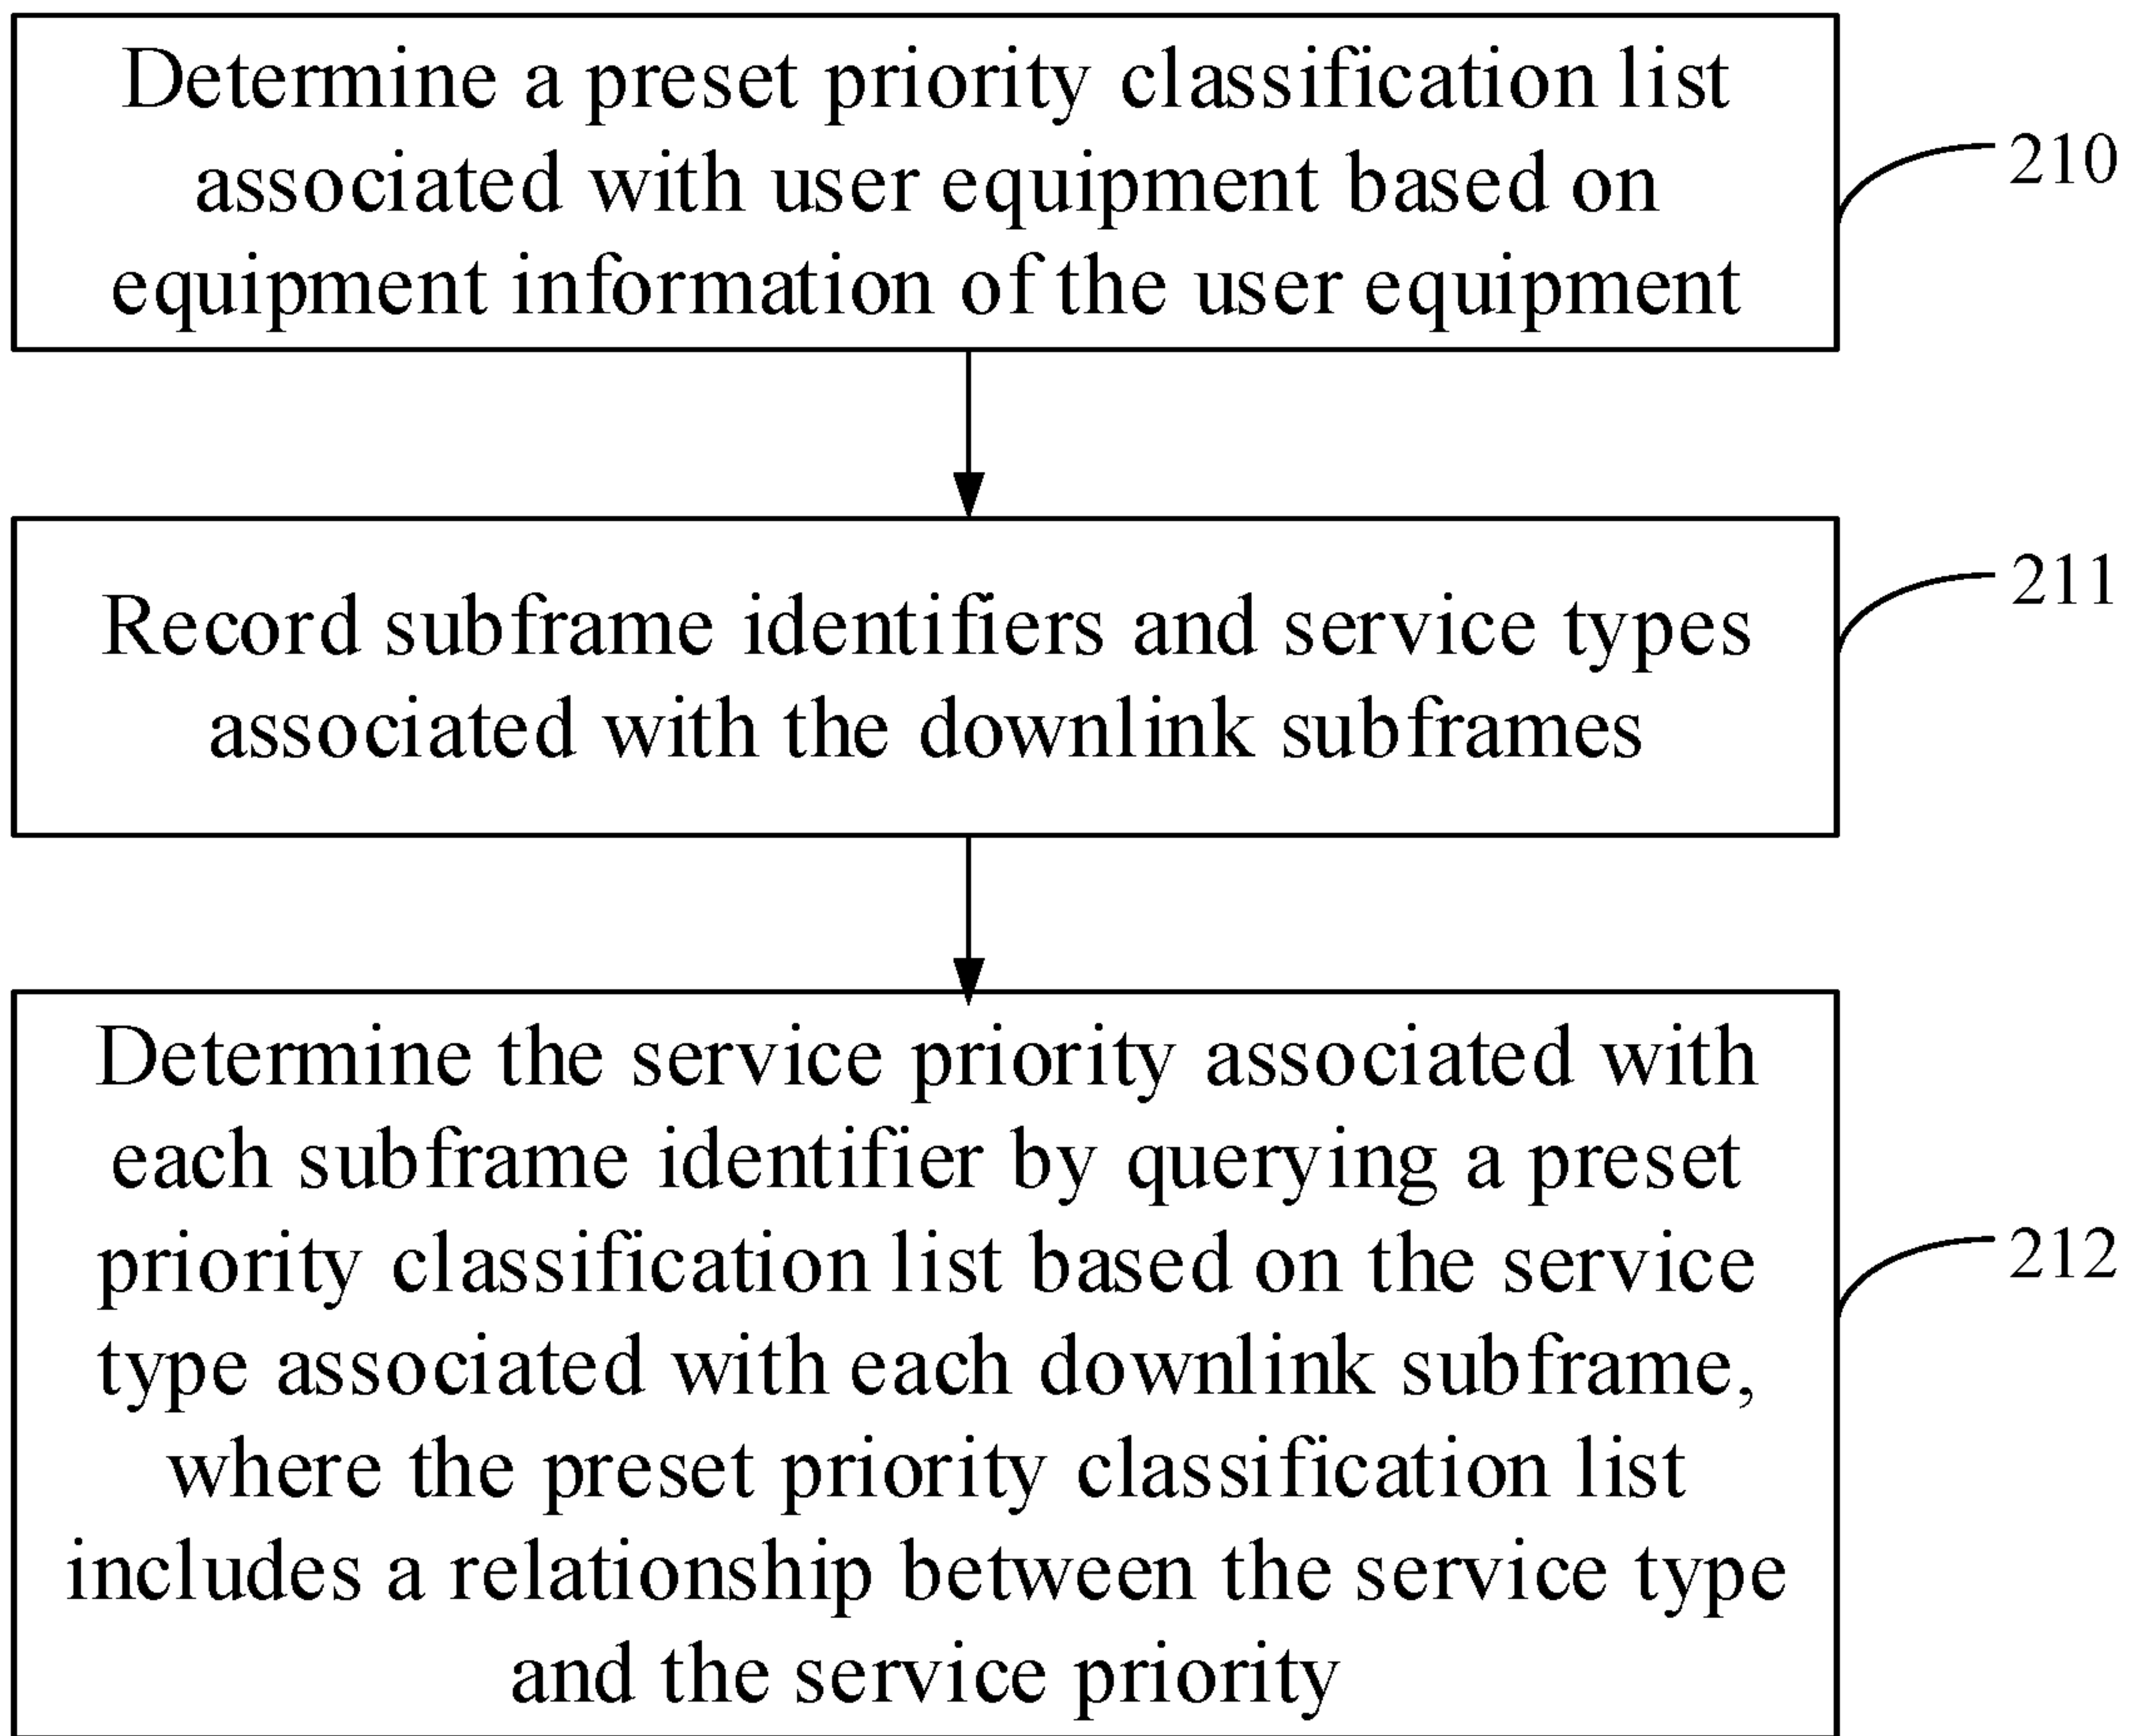 Determine a preset priority classification list
associated with user equipment based on
equipment information of the user equipment
210
Record subframe identifiers and service types
associated with the downlink subframes
211
Determine the service priority associated with
each subframe identifier by querying a preset
priority classification list based on the service
type associated with each downlink subframe,
where the preset priority classification list
includes a relationship between the service type
and the service priority
212